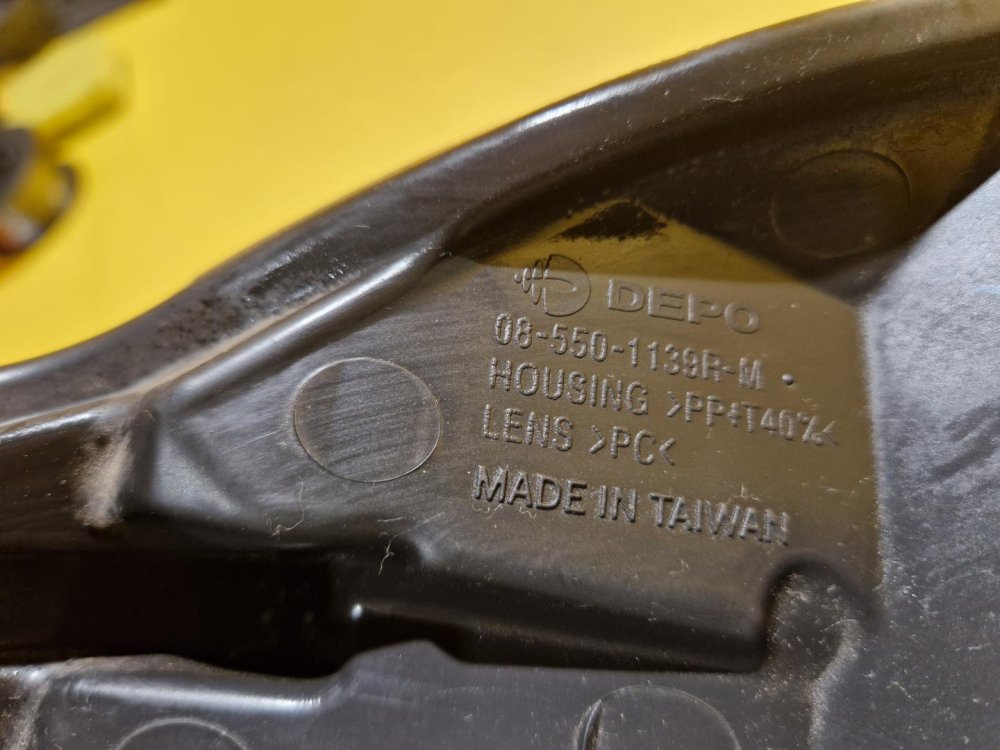 DEPO
08-550-1139R-M .
HOUSING >PP+T40%<
LENS >PC<
MADE IN TAIWAN